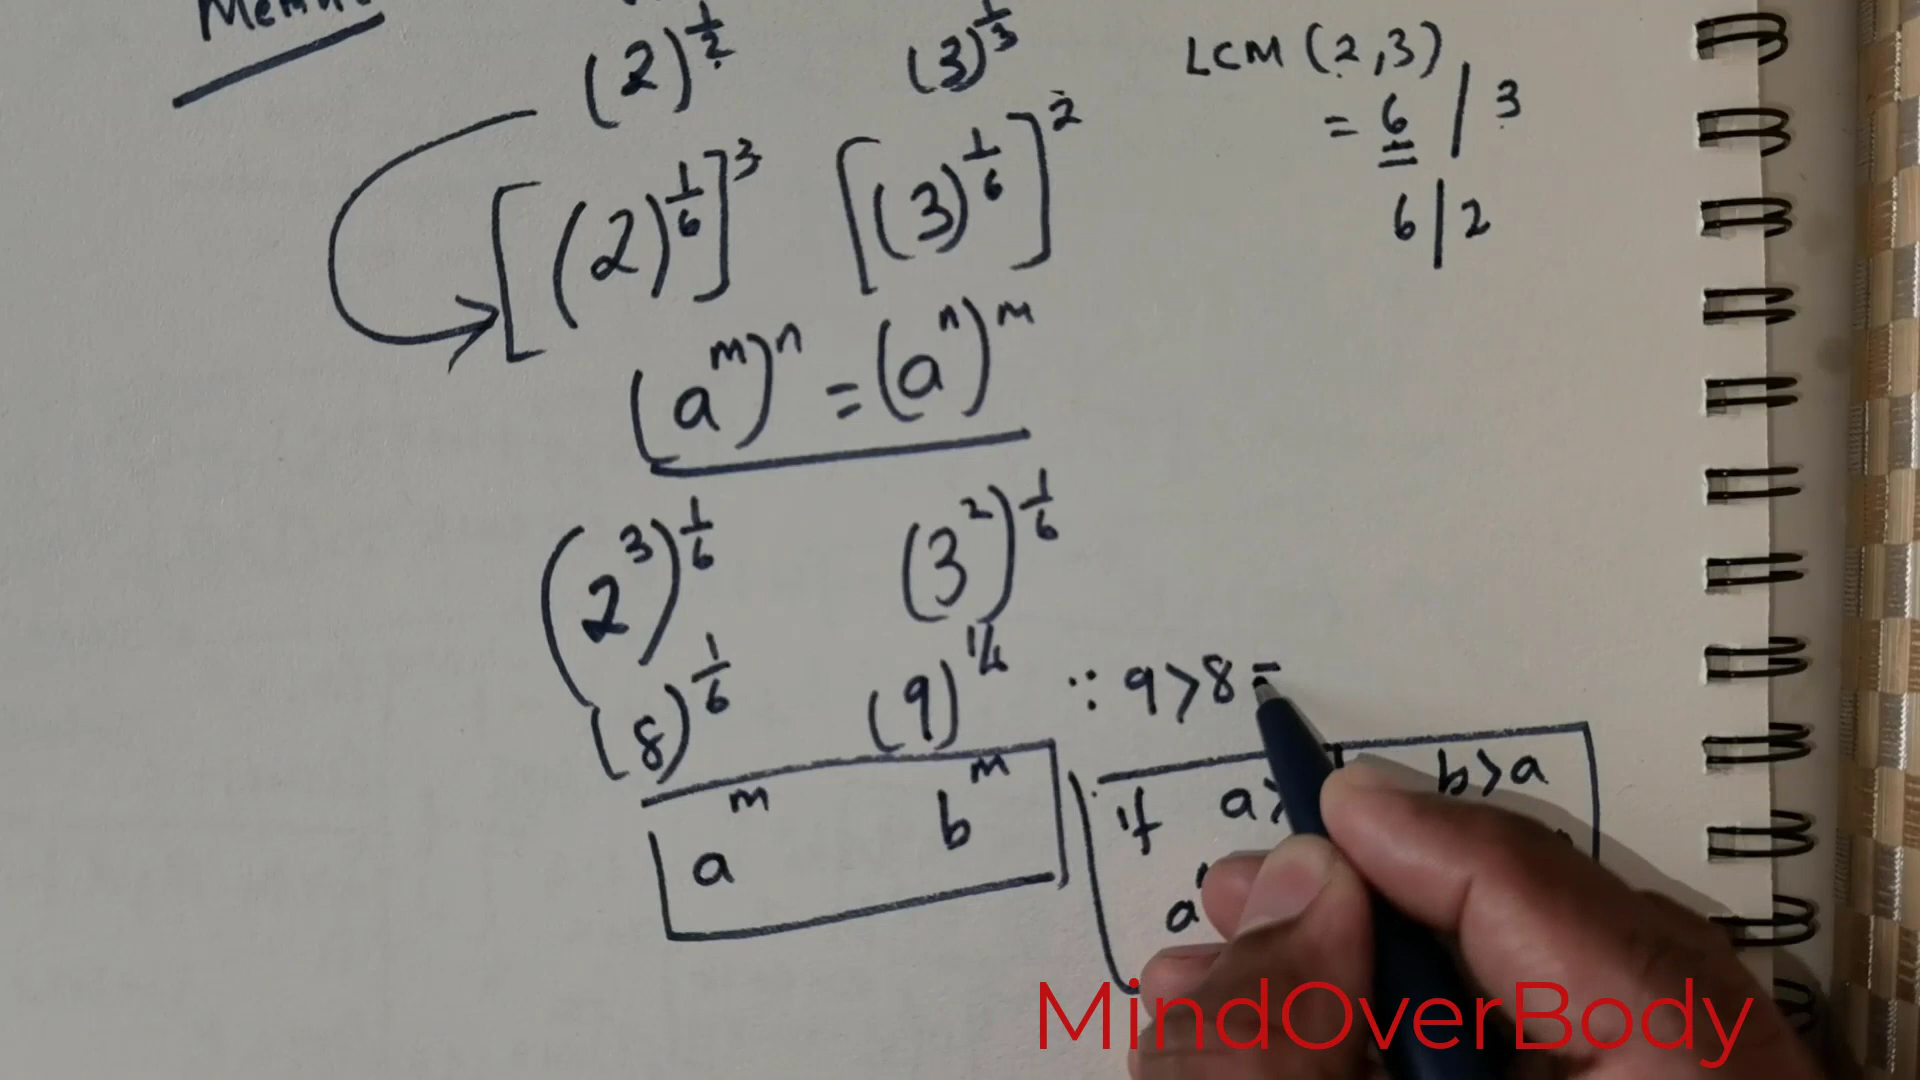 (2)^1/2 (3)^1/3 LCM (2,3)
= 6 / 3
[(2)^1/6]^3 [(3)^1/6]^2
6 | 2
(a^m)^n = (a^n)^m
(2^3)^1/6 (3^2)^1/6
(8)^1/6 (9)^1/6 ∵ 9>8 =
a^m b^m
if a> b>a
a
MindOverBody